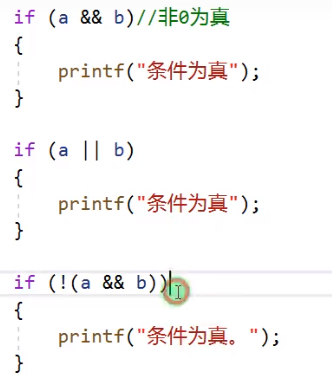 if (a && b)//非0为真
{
    printf("条件为真");
}
if (a || b)
{
    printf("条件为真");
}
if (!(a && b))
{
    printf("条件为真。");
}